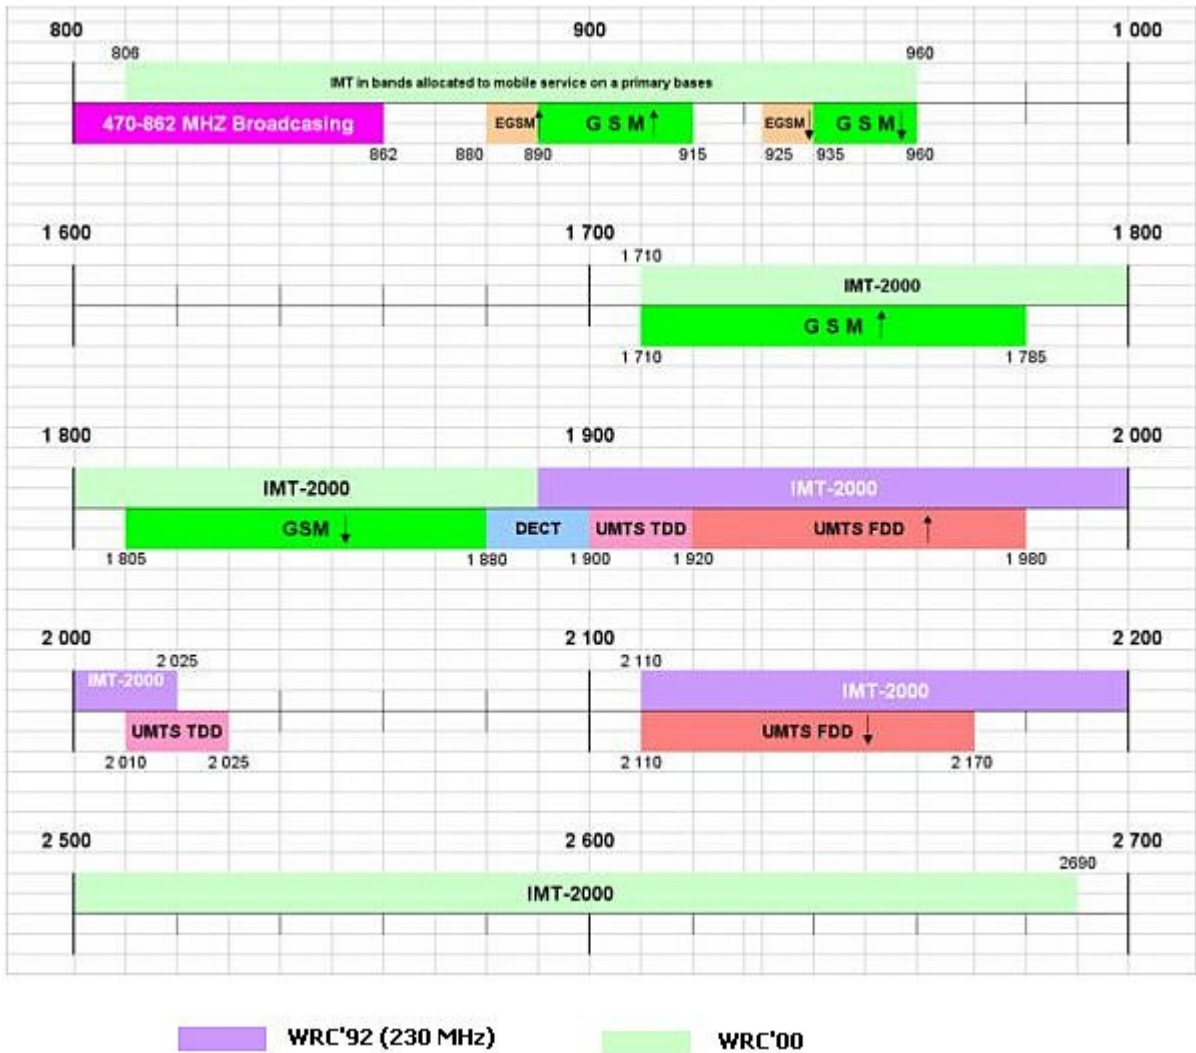 800 900 1 000
806 960
IMT in bands allocated to mobile service on a primary bases
470-862 MHZ Broadcasing EGSM G S M EGSM G S M
862 880 890 915 925 935 960
1 600 1 700 1 800
1 710
IMT-2000
G S M
1 710 1 785
1 800 1 900 2 000
IMT-2000 IMT-2000
GSM DECT UMTS TDD UMTS FDD
1 805 1 880 1 900 1 920 1 980
2 000 2 100 2 200
2 025 2 110
IMT-2000 IMT-2000
UMTS TDD UMTS FDD
2 010 2 025 2 110 2 170
2 500 2 600 2 700
2690
IMT-2000
WRC'92 (230 MHz) WRC'00